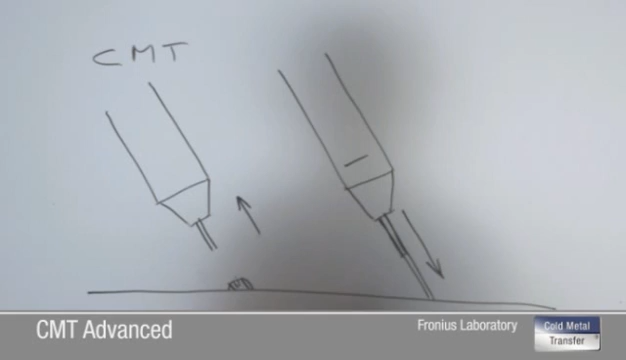 CMT
CMT Advanced
Fronius Laboratory
Cold Metal
Transfer